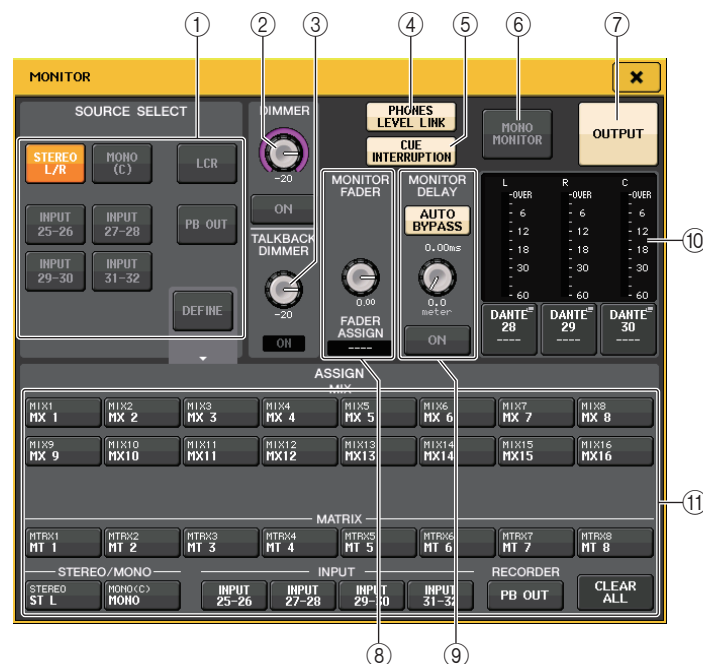 ① ② ③ ④ ⑤ ⑥ ⑦
MONITOR
×
SOURCE SELECT
STEREO L/R
MONO (C)
LCR
INPUT 25-26
INPUT 27-28
PB OUT
INPUT 29-30
INPUT 31-32
DEFINE
DIMMER
-20
ON
TALKBACK DIMMER
-20
ON
PHONES LEVEL LINK
CUE INTERRUPTION
MONITOR FADER
0.00
FADER ASSIGN
----
MONITOR DELAY
AUTO BYPASS
0.00ms
0.0
meter
ON
MONO MONITOR
OUTPUT
L R C
-OVER -OVER -OVER
- 6 - 6 - 6
- 12 - 12 - 12
- 18 - 18 - 18
- 30 - 30 - 30
- 60 - 60 - 60
DANTE 28 ----
DANTE 29 ----
DANTE 30 ----
⑩
ASSIGN
MIX
MIX1 MIX2 MIX3 MIX4 MIX5 MIX6 MIX7 MIX8
MX 1 MX 2 MX 3 MX 4 MX 5 MX 6 MX 7 MX 8
MIX9 MIX10 MIX11 MIX12 MIX13 MIX14 MIX15 MIX16
MX 9 MX10 MX11 MX12 MX13 MX14 MX15 MX16
⑪
MATRIX
MTRX1 MTRX2 MTRX3 MTRX4 MTRX5 MTRX6 MTRX7 MTRX8
MT 1 MT 2 MT 3 MT 4 MT 5 MT 6 MT 7 MT 8
STEREO/MONO INPUT RECORDER
STEREO ST L
MONO(C) MONO
INPUT 25-26
INPUT 27-28
INPUT 29-30
INPUT 31-32
PB OUT
CLEAR ALL
⑧ ⑨